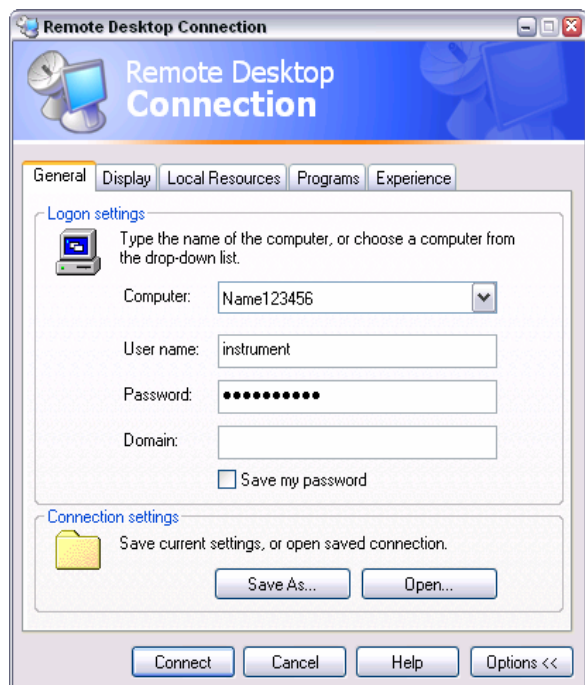 Remote Desktop Connection
Remote Desktop
Connection
General Display Local Resources Programs Experience
Logon settings
Type the name of the computer, or choose a computer from
the drop-down list.
Computer: Name123456
User name: instrument
Password: ••••••••••
Domain:
Save my password
Connection settings
Save current settings, or open saved connection.
Save As... Open...
Connect Cancel Help Options <<